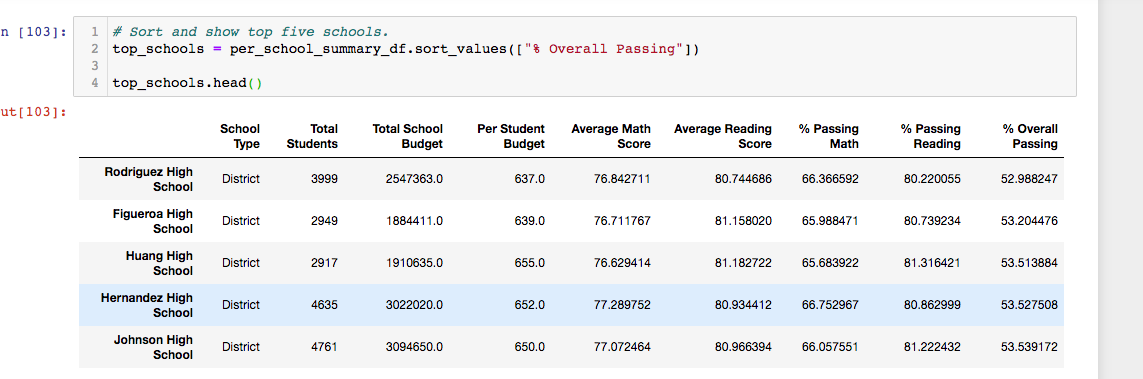 n [103]:
1 # Sort and show top five schools.
2 top_schools = per_school_summary_df.sort_values(["% Overall Passing"])
3
4 top_schools.head()
ut[103]:
School Type Total Students Total School Budget Per Student Budget Average Math Score Average Reading Score % Passing Math % Passing Reading % Overall Passing
Rodriguez High School District 3999 2547363.0 637.0 76.842711 80.744686 66.366592 80.220055 52.988247
Figueroa High School District 2949 1884411.0 639.0 76.711767 81.158020 65.988471 80.739234 53.204476
Huang High School District 2917 1910635.0 655.0 76.629414 81.182722 65.683922 81.316421 53.513884
Hernandez High School District 4635 3022020.0 652.0 77.289752 80.934412 66.752967 80.862999 53.527508
Johnson High School District 4761 3094650.0 650.0 77.072464 80.966394 66.057551 81.222432 53.539172